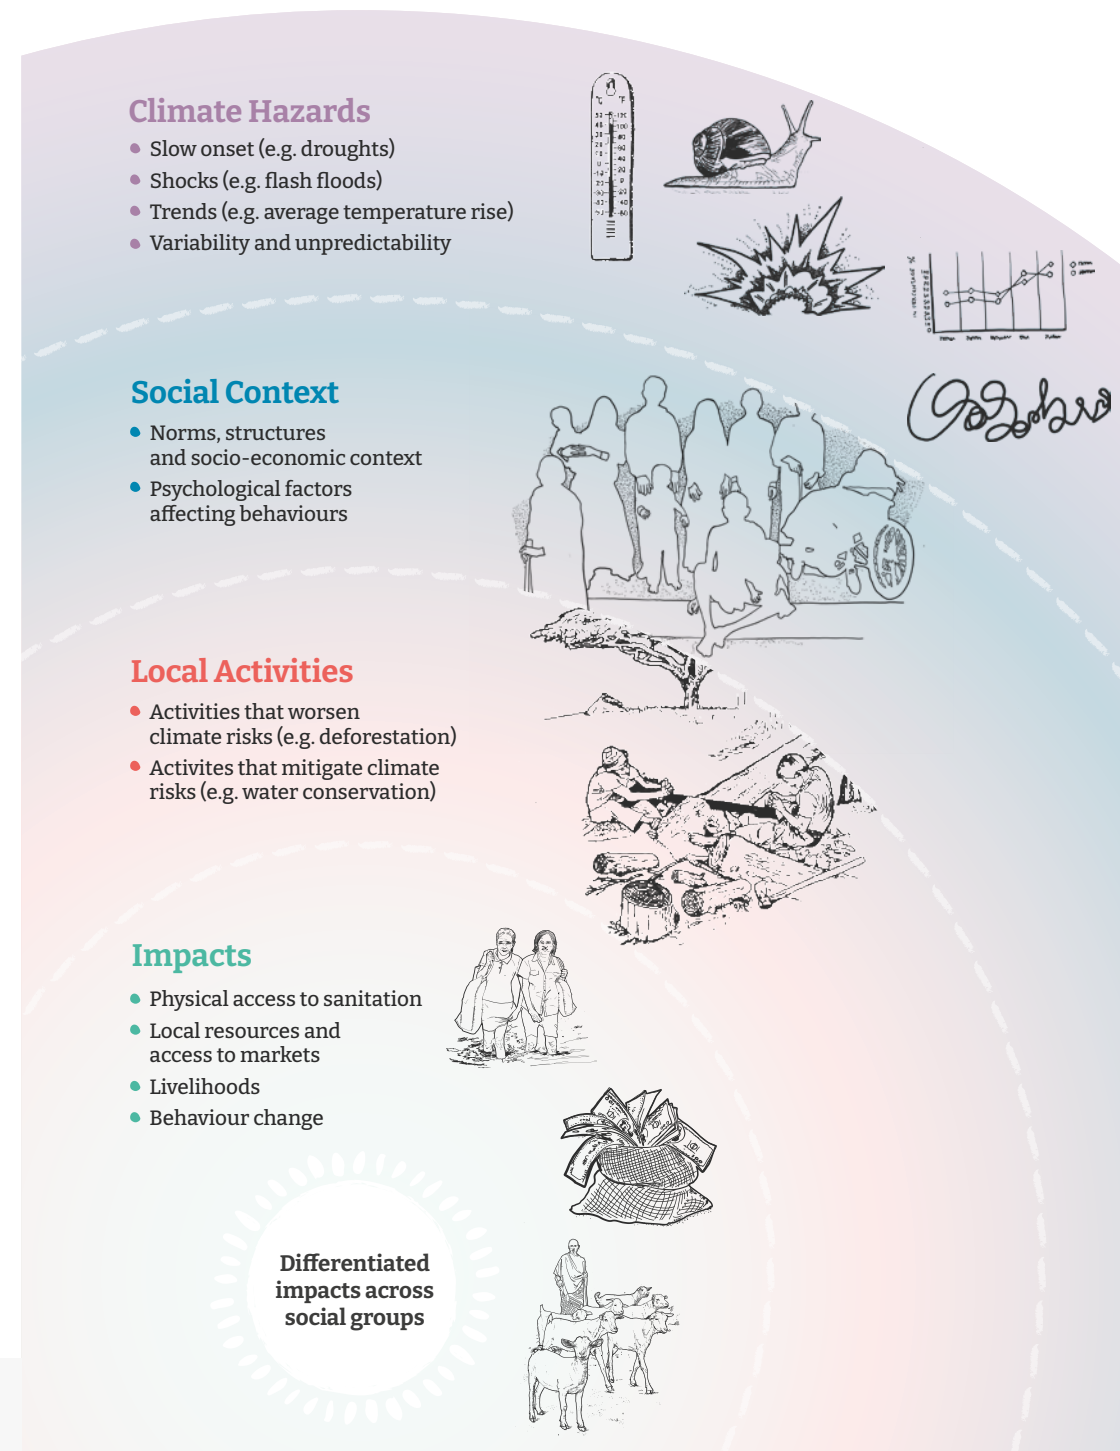 Climate Hazards
Slow onset (e.g. droughts)
Shocks (e.g. flash floods)
Trends (e.g. average temperature rise)
Variability and unpredictability
°C °F
IN PERCENTAGE %
Social Context
Norms, structures
and socio-economic context
Psychological factors
affecting behaviours
Local Activities
Activities that worsen
climate risks (e.g. deforestation)
Activites that mitigate climate
risks (e.g. water conservation)
Impacts
Physical access to sanitation
Local resources and
access to markets
Livelihoods
Behaviour change
Differentiated
impacts across
social groups